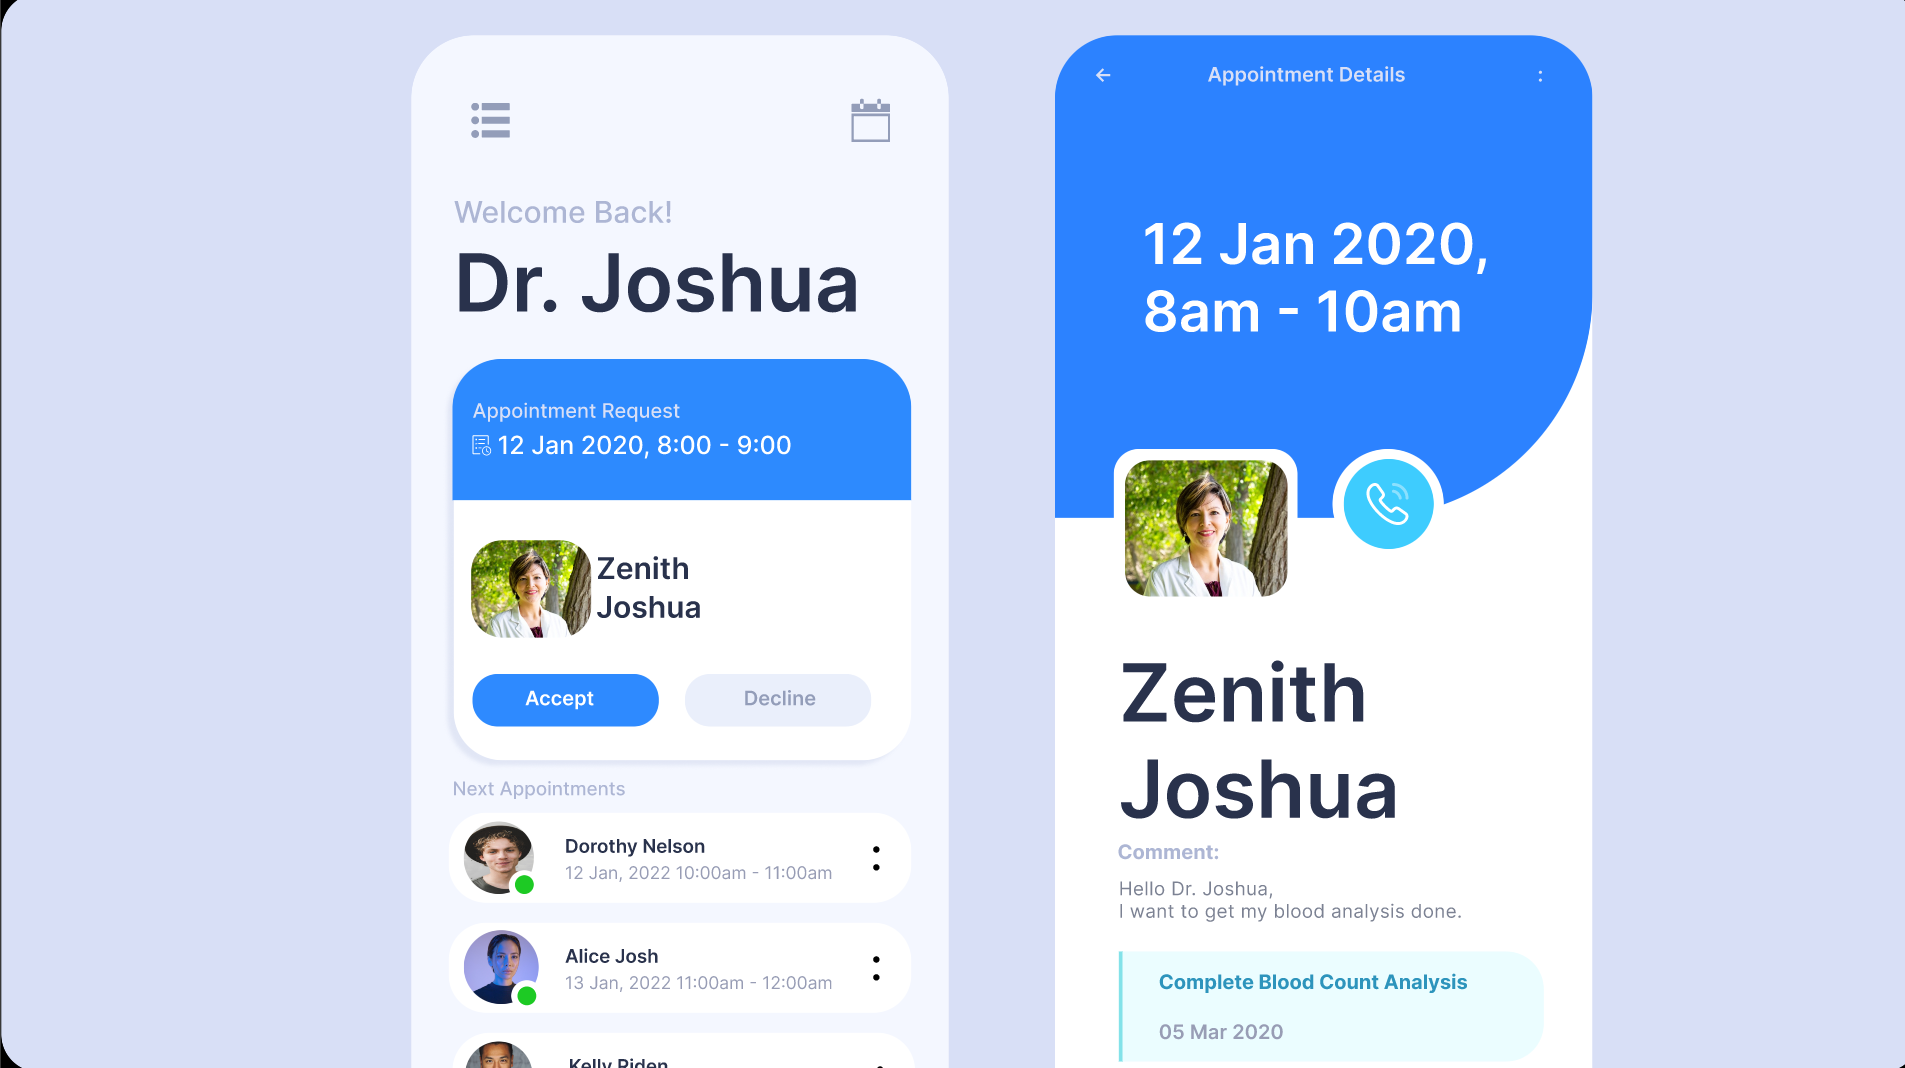 Welcome Back!
Dr. Joshua
Appointment Request
12 Jan 2020, 8:00 - 9:00
Zenith
Joshua
Accept
Decline
Next Appointments
Dorothy Nelson
12 Jan, 2022 10:00am - 11:00am
Alice Josh
13 Jan, 2022 11:00am - 12:00am
Kelly Riden
Appointment Details
12 Jan 2020,
8am - 10am
Zenith
Joshua
Comment:
Hello Dr. Joshua,
I want to get my blood analysis done.
Complete Blood Count Analysis
05 Mar 2020